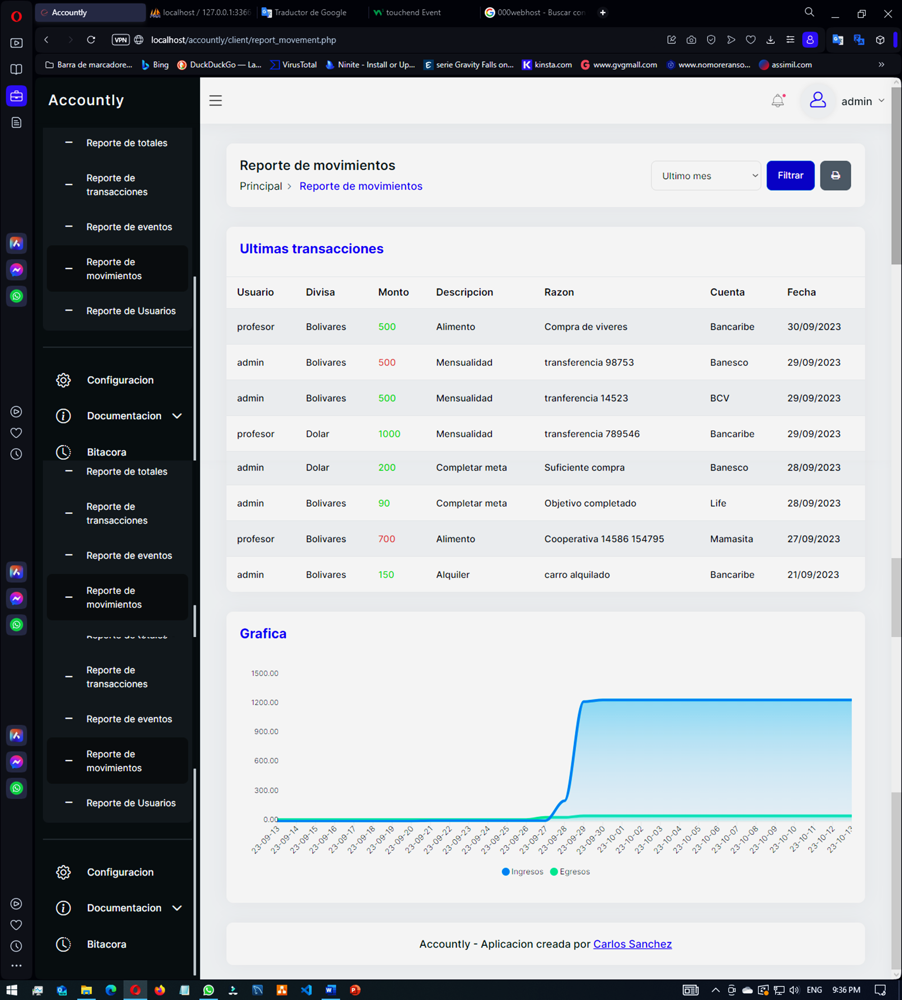 Accountly
localhost / 127.0.0.1:3366
Traductor de Google
touchend Event
000webhost - Buscar con
VPN
localhost/accountly/client/report_movement.php
Barra de marcadore...
Bing
DuckDuckGo — La...
VirusTotal
Ninite - Install or Up...
serie Gravity Falls on...
kinsta.com
www.gvgmall.com
www.nomoreranso...
assimil.com
Accountly
admin
Reporte de totales
Reporte de
transacciones
Reporte de eventos
Reporte de
movimientos
Reporte de Usuarios
Configuracion
Documentacion
Bitacora
Reporte de totales
Reporte de
transacciones
Reporte de eventos
Reporte de
movimientos
Reporte de totales
Reporte de
transacciones
Reporte de eventos
Reporte de
movimientos
Reporte de Usuarios
Configuracion
Documentacion
Bitacora
Reporte de movimientos
Principal > Reporte de movimientos
Ultimo mes
Filtrar
Ultimas transacciones
Usuario Divisa Monto Descripcion Razon Cuenta Fecha
profesor Bolivares 500 Alimento Compra de viveres Bancaribe 30/09/2023
admin Bolivares 500 Mensualidad transferencia 98753 Banesco 29/09/2023
admin Bolivares 500 Mensualidad tranferencia 14523 BCV 29/09/2023
profesor Dolar 1000 Mensualidad transferencia 789546 Bancaribe 29/09/2023
admin Dolar 200 Completar meta Suficiente compra Banesco 28/09/2023
admin Bolivares 90 Completar meta Objetivo completado Life 28/09/2023
profesor Bolivares 700 Alimento Cooperativa 14586 154795 Mamasita 27/09/2023
admin Bolivares 150 Alquiler carro alquilado Bancaribe 21/09/2023
Grafica
1500.00
1200.00
900.00
600.00
300.00
0.00
23-09-13 23-09-14 23-09-15 23-09-16 23-09-17 23-09-18 23-09-19 23-09-20 23-09-21 23-09-22 23-09-23 23-09-24 23-09-25 23-09-26 23-09-27 23-09-28 23-09-29 23-09-30 23-10-01 23-10-02 23-10-03 23-10-04 23-10-05 23-10-06 23-10-07 23-10-08 23-10-09 23-10-10 23-10-11 23-10-12 23-10-13
Ingresos Egresos
Accountly - Aplicacion creada por Carlos Sanchez
ENG 9:36 PM